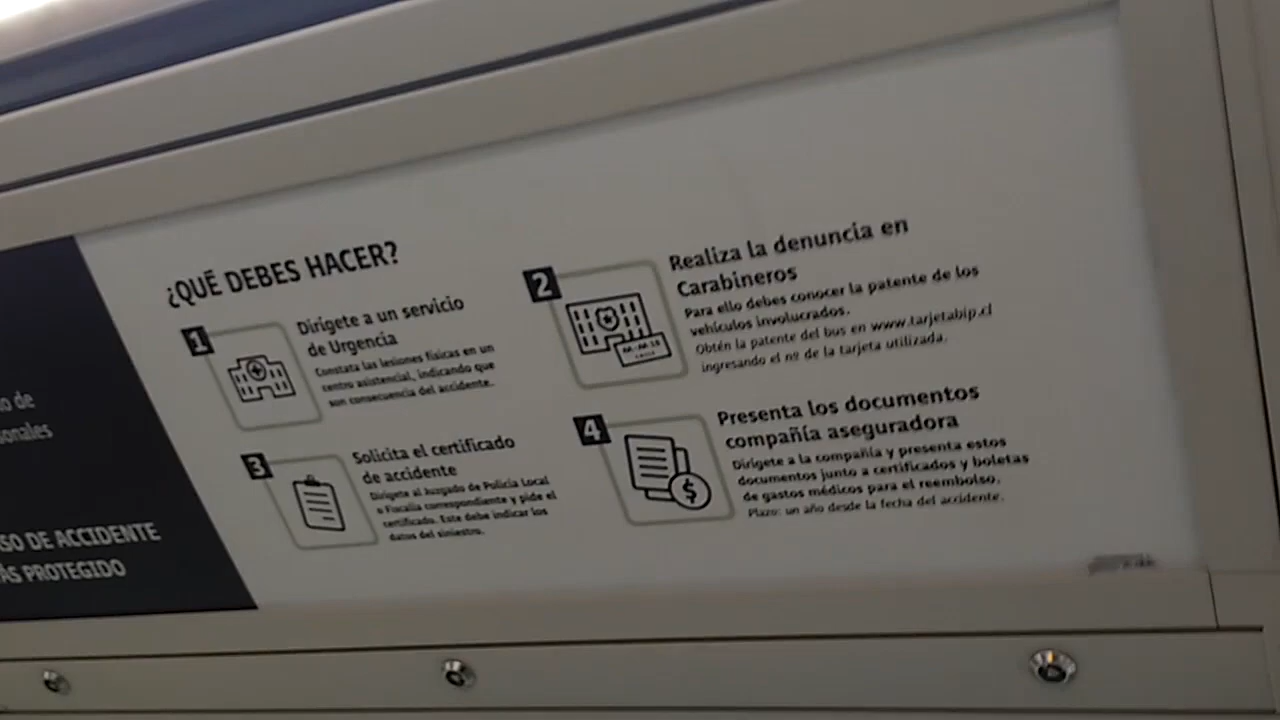 ¿QUÉ DEBES HACER?
1
Dirígete a un servicio
de Urgencia
Constata las lesiones físicas en un
centro asistencial, indicando que
son consecuencia del accidente.
2
Realiza la denuncia en
Carabineros
Para ello debes conocer la patente de los
vehículos involucrados.
Obtén la patente del bus en www.tarjetabip.cl
ingresando el nº de la tarjeta utilizada.
3
Solicita el certificado
de accidente
Dirígete al Juzgado de Policía Local
o Fiscalía correspondiente y pide el
certificado. Este debe indicar los
datos del siniestro.
4
Presenta los documentos
compañía aseguradora
Dirígete a la compañía y presenta estos
documentos junto a certificados y boletas
de gastos médicos para el reembolso.
Plazo: un año desde la fecha del accidente.
o de
sonales
SO DE ACCIDENTE
ÁS PROTEGIDO